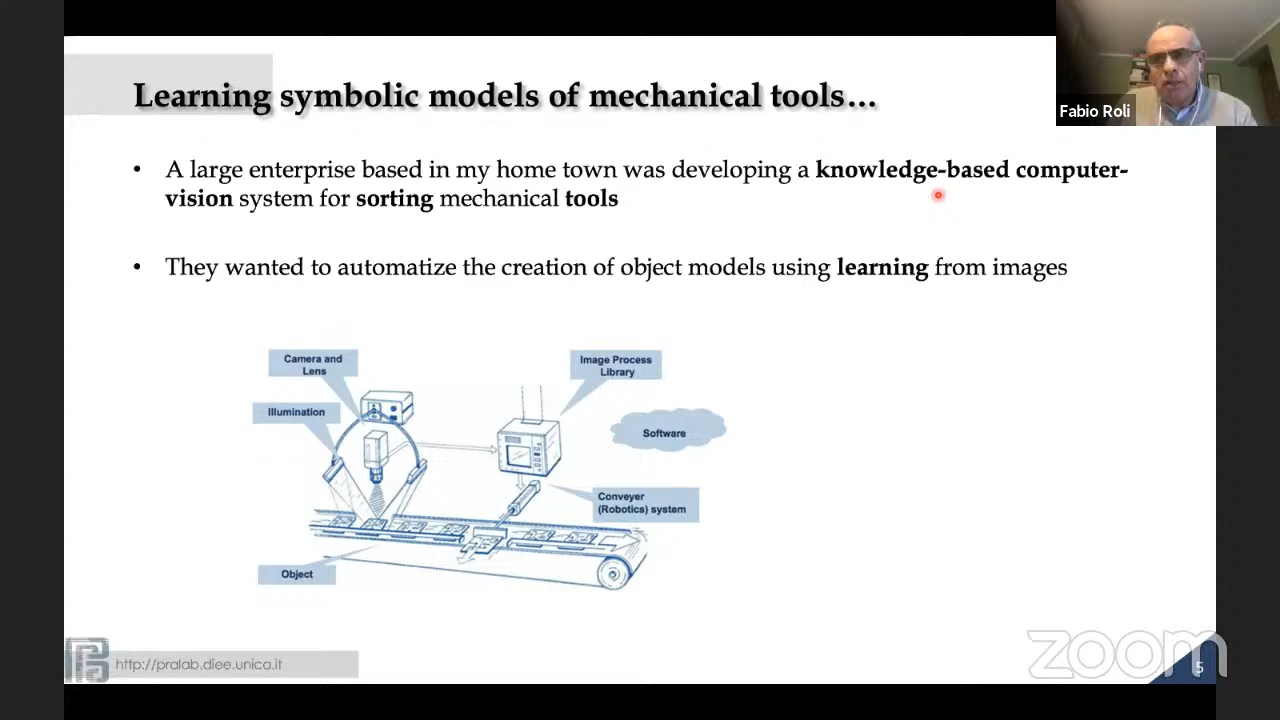 Learning symbolic models of mechanical tools…
Fabio Roli
• A large enterprise based in my home town was developing a knowledge-based computer-
vision system for sorting mechanical tools
• They wanted to automatize the creation of object models using learning from images
Camera and
Lens
Image Process
Library
Illumination
Software
Conveyer
(Robotics) system
Object
http://pralab.diee.unica.it
zoom
5